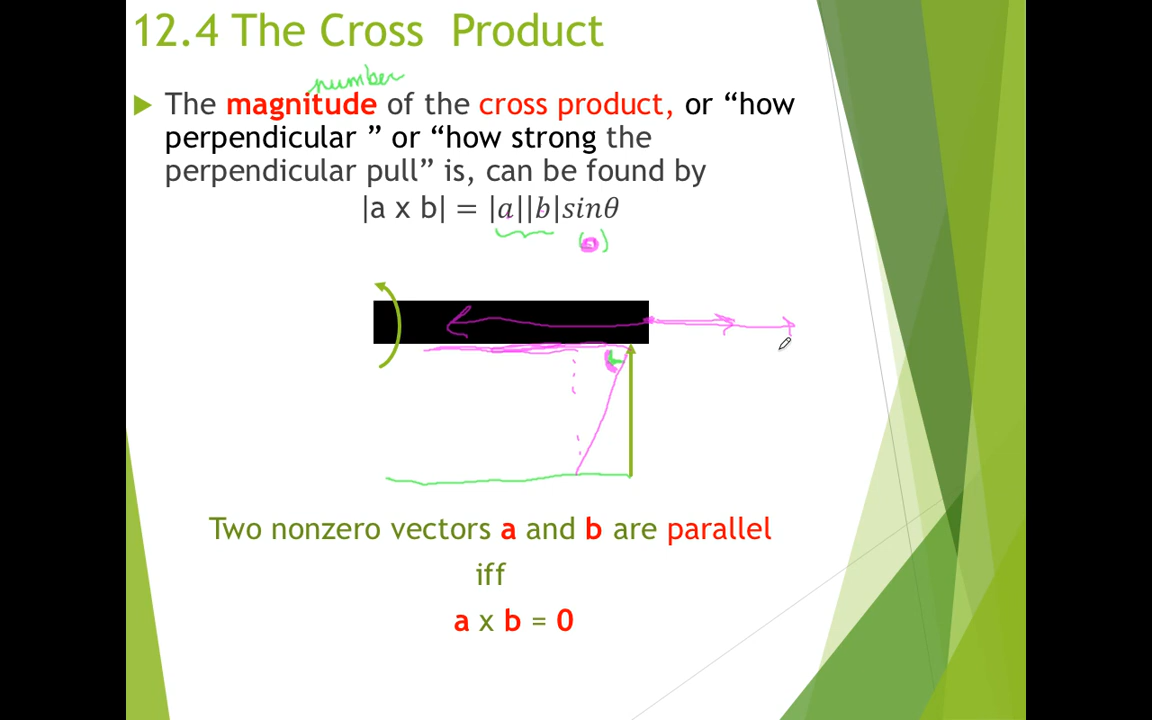 12.4 The Cross Product
number
The magnitude of the cross product, or “how
perpendicular ” or “how strong the
perpendicular pull” is, can be found by
|a x b| = |a||b|sinθ
Two nonzero vectors a and b are parallel
iff
a x b = 0